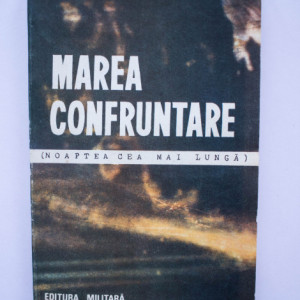 MAREA
CONFRUNTARE
(NOAPTEA CEA MAI LUNGĂ)
EDITURA MILITARĂ